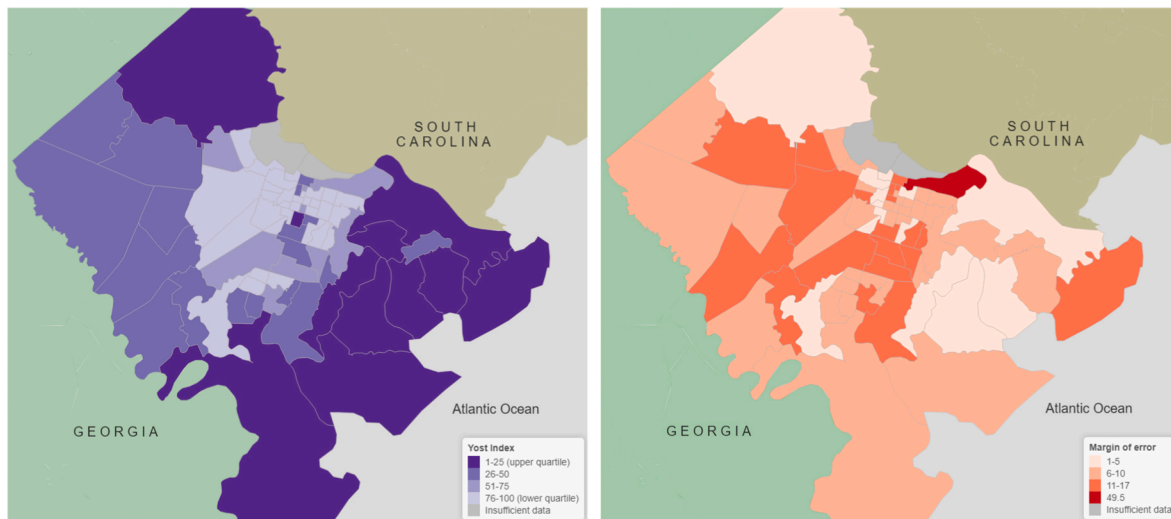 SOUTH
CAROLINA
Atlantic Ocean
GEORGIA
Yost Index
1-25 (upper quartile)
26-50
51-75
76-100 (lower quartile)
Insufficient data
SOUTH
CAROLINA
Atlantic Ocean
GEORGIA
Margin of error
1-5
6-10
11-17
49.5
Insufficient data